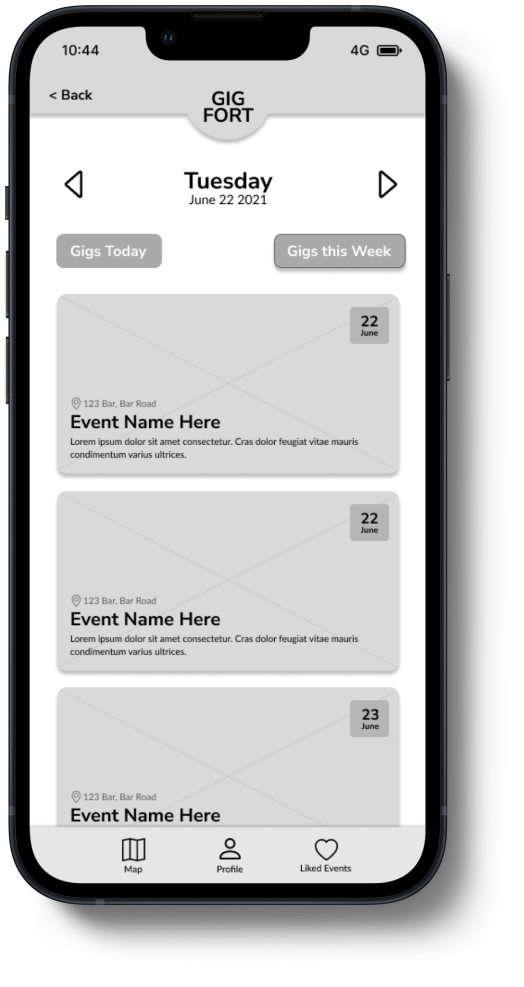 10:44
4G
< Back
GIG
FORT
Tuesday
June 22 2021
Gigs Today
Gigs this Week
22
June
123 Bar, Bar Road
Event Name Here
Lorem ipsum dolor sit amet consectetur. Cras dolor feugiat vitae mauris
condimentum varius ultrices.
22
June
123 Bar, Bar Road
Event Name Here
Lorem ipsum dolor sit amet consectetur. Cras dolor feugiat vitae mauris
condimentum varius ultrices.
23
June
123 Bar, Bar Road
Event Name Here
Map
Profile
Liked Events